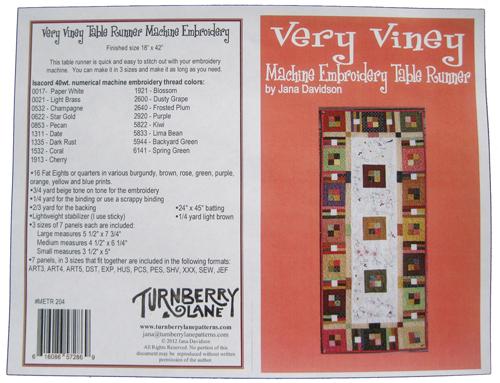 Very Viney Table Runner Machine Embroidery
Finished size 18" x 42"
This table runner is quick and easy to stitch out with your embroidery
machine. You can make it in 3 sizes and make it as long as you need.
Isacord 40wt. numerical machine embroidery thread colors:
0017- Paper White
0021 - Light Brass
0532 - Champagne
0622 - Star Gold
0853 - Pecan
1311 - Date
1335 - Dark Rust
1532 - Coral
1913 - Cherry
1921 - Blossom
2600 - Dusty Grape
2640 - Frosted Plum
2920 - Purple
5822 - Kiwi
5833 - Lima Bean
5944 - Backyard Green
6141 - Spring Green
•16 Fat Eights or quarters in various burgundy, brown, rose, green, purple,
orange, yellow and blue prints.
•3/4 yard beige tone on tone for the embroidery
•1/4 yard for the binding or use a scrappy binding
•2/3 yard for the backing
•24" x 45" batting
•Lightweight stabilizer (I use sticky)
•1/4 yard light brown
•3 sizes of 7 panels each are included:
Large measures 5 1/2" x 7 3/4"
Medium measures 4 1/2" x 6 1/4"
Small measures 3 1/2" x 5"
•7 panels, in 3 sizes that fit together are included in the following formats:
ART3, ART4, ART5, DST, EXP, HUS, PCS, PES, SHV, XXX, SEW, JEF
#METR 204
6 16086 57286 9
TURNBERRY
LANE
www.turnberrylanepatterns.com
jana@turnberrylanepatterns.com
© 2012 Jana Davidson
All Rights Reserved. No portion of this
document may be reproduced without written
permission of the author.
Very Viney
Machine Embroidery Table Runner
by Jana Davidson